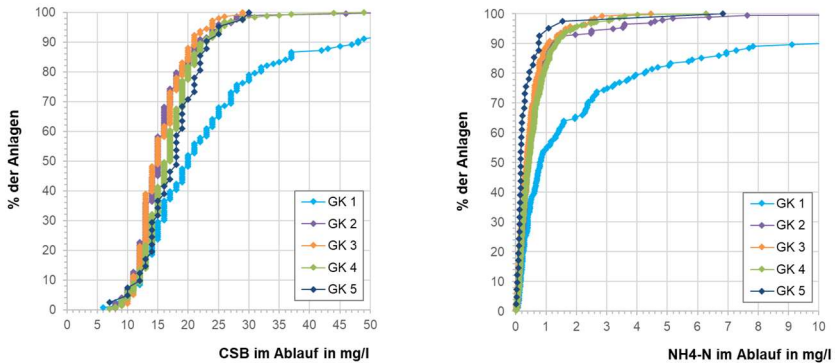 % der Anlagen
100
90
80
70
60
50
40
30
20
10
0
GK 1
GK 2
GK 3
GK 4
GK 5
0 5 10 15 20 25 30 35 40 45 50
CSB im Ablauf in mg/l
% der Anlagen
100
90
80
70
60
50
40
30
20
10
0
GK 1
GK 2
GK 3
GK 4
GK 5
0 1 2 3 4 5 6 7 8 9 10
NH4-N im Ablauf in mg/l